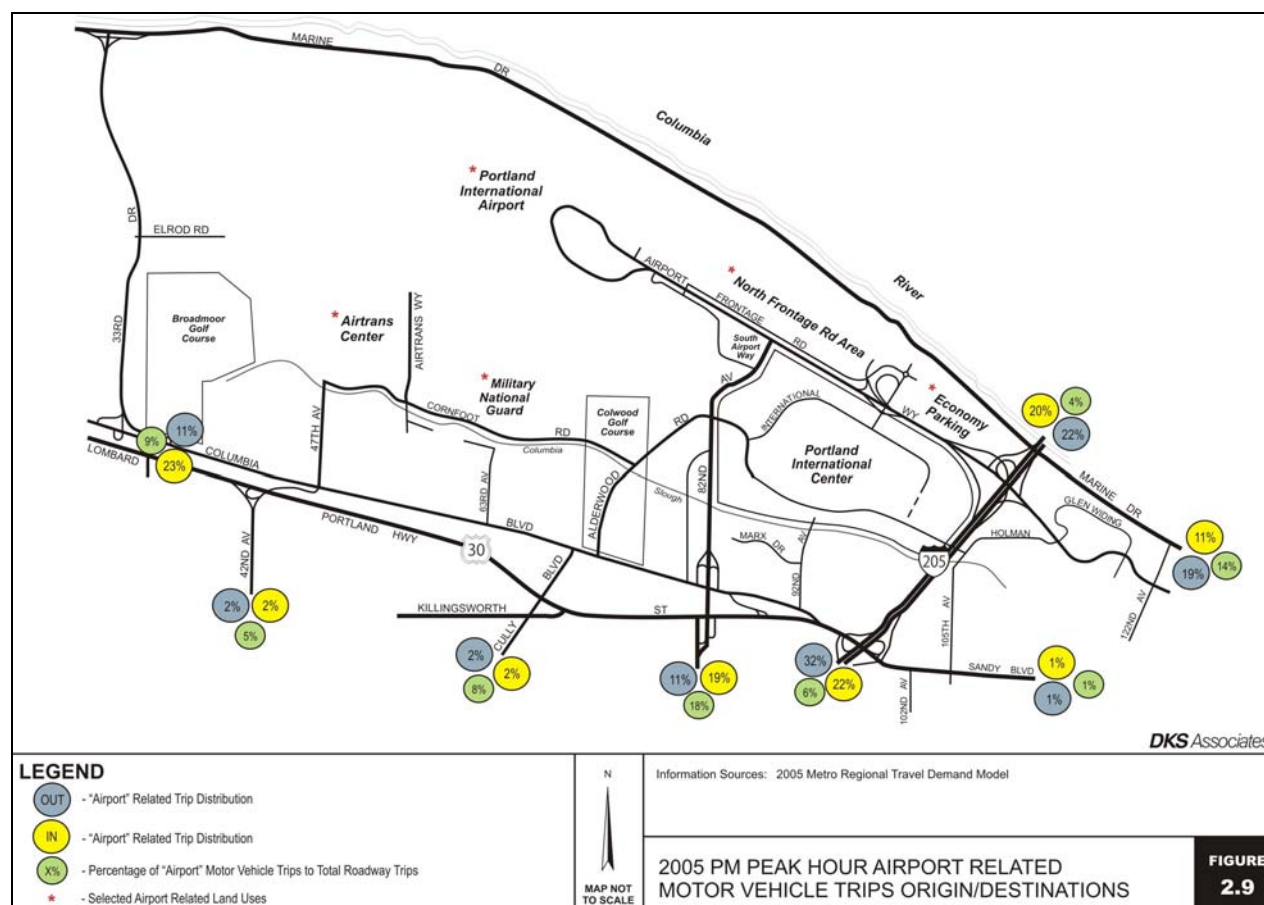 MARINE
DR
Columbia
* Portland
International
Airport
DR
ELROD RD
AIRPORT
River
* North Frontage Rd Area
FRONTAGE
RD
Broadmoor
Golf
Course
33RD
* Airtrans
Center
AIRTRANS WY
South
Airport
Way
AV
* Military
National
Guard
CORNFOOT
RD
Columbia
Slough
Colwood
Golf
Course
RD
INTERNATIONAL
WY
* Economy
Parking
20%
4%
22%
47TH AV
9%
11%
23%
LOMBARD
COLUMBIA
BLVD
63RD AV
ALDERWOOD
82ND
Portland
International
Center
MARINE DR
GLEN WIDING
HOLMAN
MARX DR
92ND AV
205
11%
19%
14%
42ND AV
PORTLAND HWY
30
KILLINGSWORTH
ST
CULLY BLVD
105TH AV
122ND AV
2%
2%
5%
2%
2%
8%
11%
19%
18%
32%
22%
6%
SANDY BLVD
102ND AV
1%
1%
1%
DKS Associates
LEGEND
OUT - "Airport" Related Trip Distribution
IN - "Airport" Related Trip Distribution
X% - Percentage of "Airport" Motor Vehicle Trips to Total Roadway Trips
* - Selected Airport Related Land Uses
N
MAP NOT
TO SCALE
Information Sources: 2005 Metro Regional Travel Demand Model
2005 PM PEAK HOUR AIRPORT RELATED
MOTOR VEHICLE TRIPS ORIGIN/DESTINATIONS
FIGURE
2.9